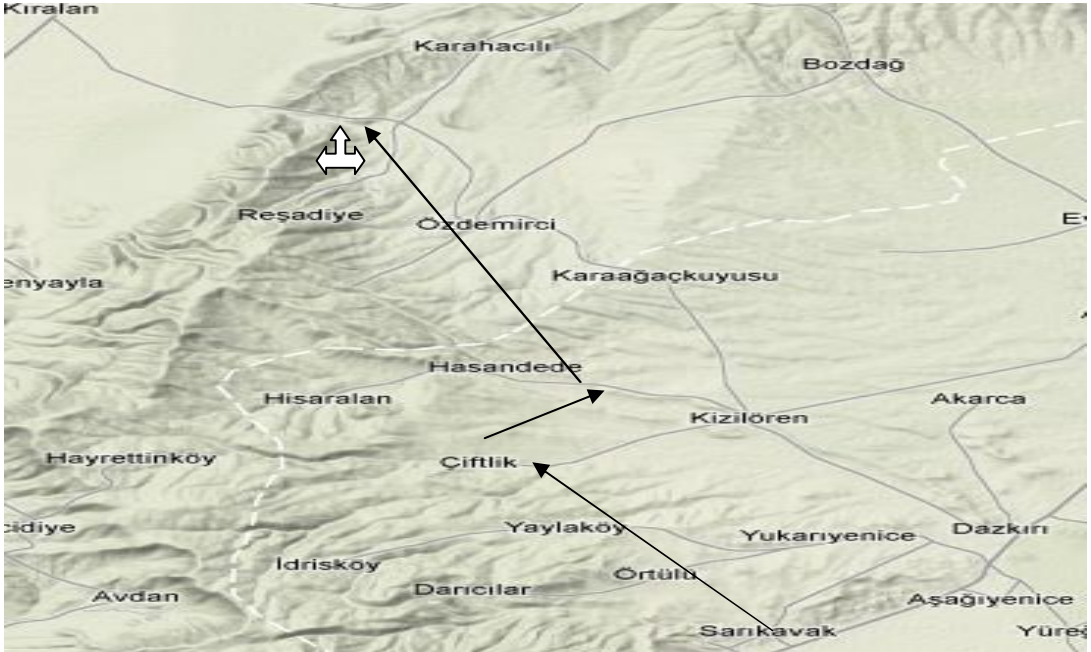 Kıralan
Karahacılı
Bozdağ
Reşadiye
Özdemirci
Karaağaçkuyusu
enyayla
Hasandede
Hisaralan
Akarca
Kizilören
Hayrettinköy
Çiftlik
cidiye
Yaylaköy
Yukarıyenice
Dazkırı
İdrisköy
Örtülü
Darıcılar
Avdan
Aşağıyenice
Sarıkavak